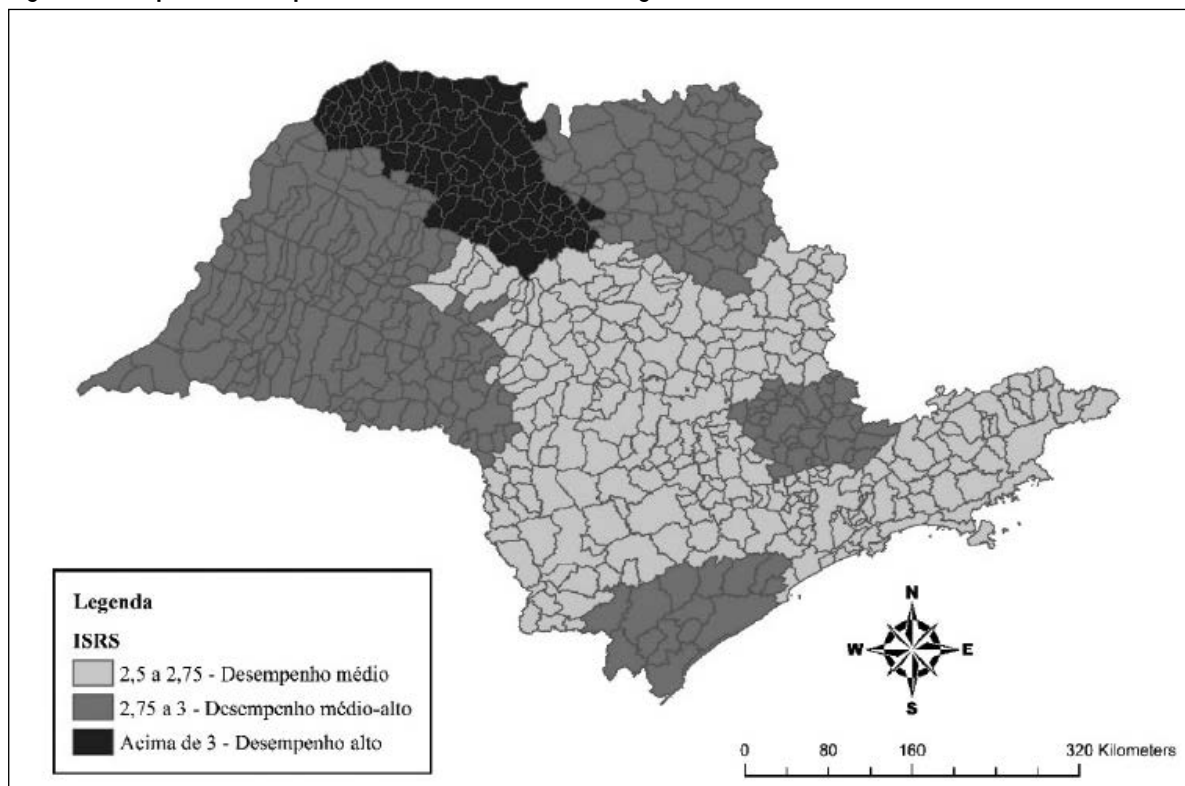 Legenda
ISRS
2,5 a 2,75 - Desempenho médio
2,75 a 3 - Desempenho médio-alto
Acima de 3 - Desempenho alto
N
W E
S
0 80 160 320 Kilometers